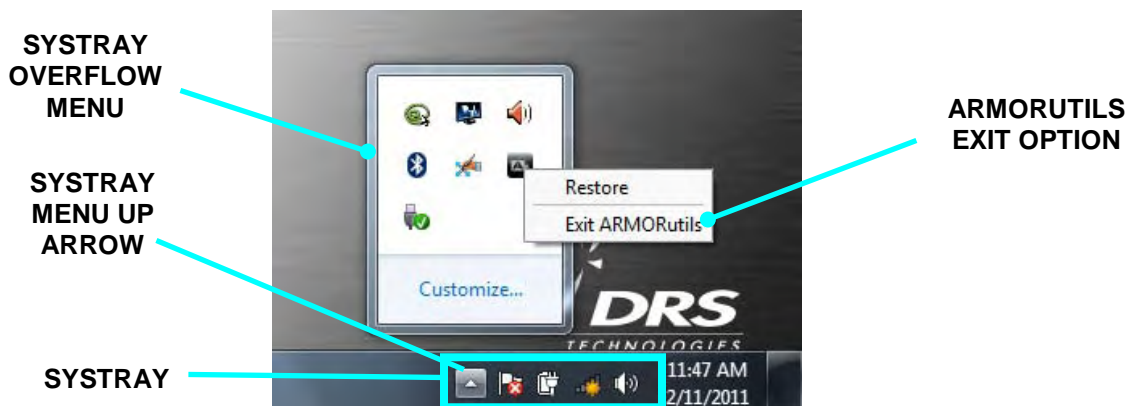 SYSTRAY
OVERFLOW
MENU
ARMORUTILS
EXIT OPTION
SYSTRAY
MENU UP
ARROW
Restore
Exit ARMORutils
Customize...
DRS
TECHNOLOGIES
SYSTRAY
11:47 AM
2/11/2011